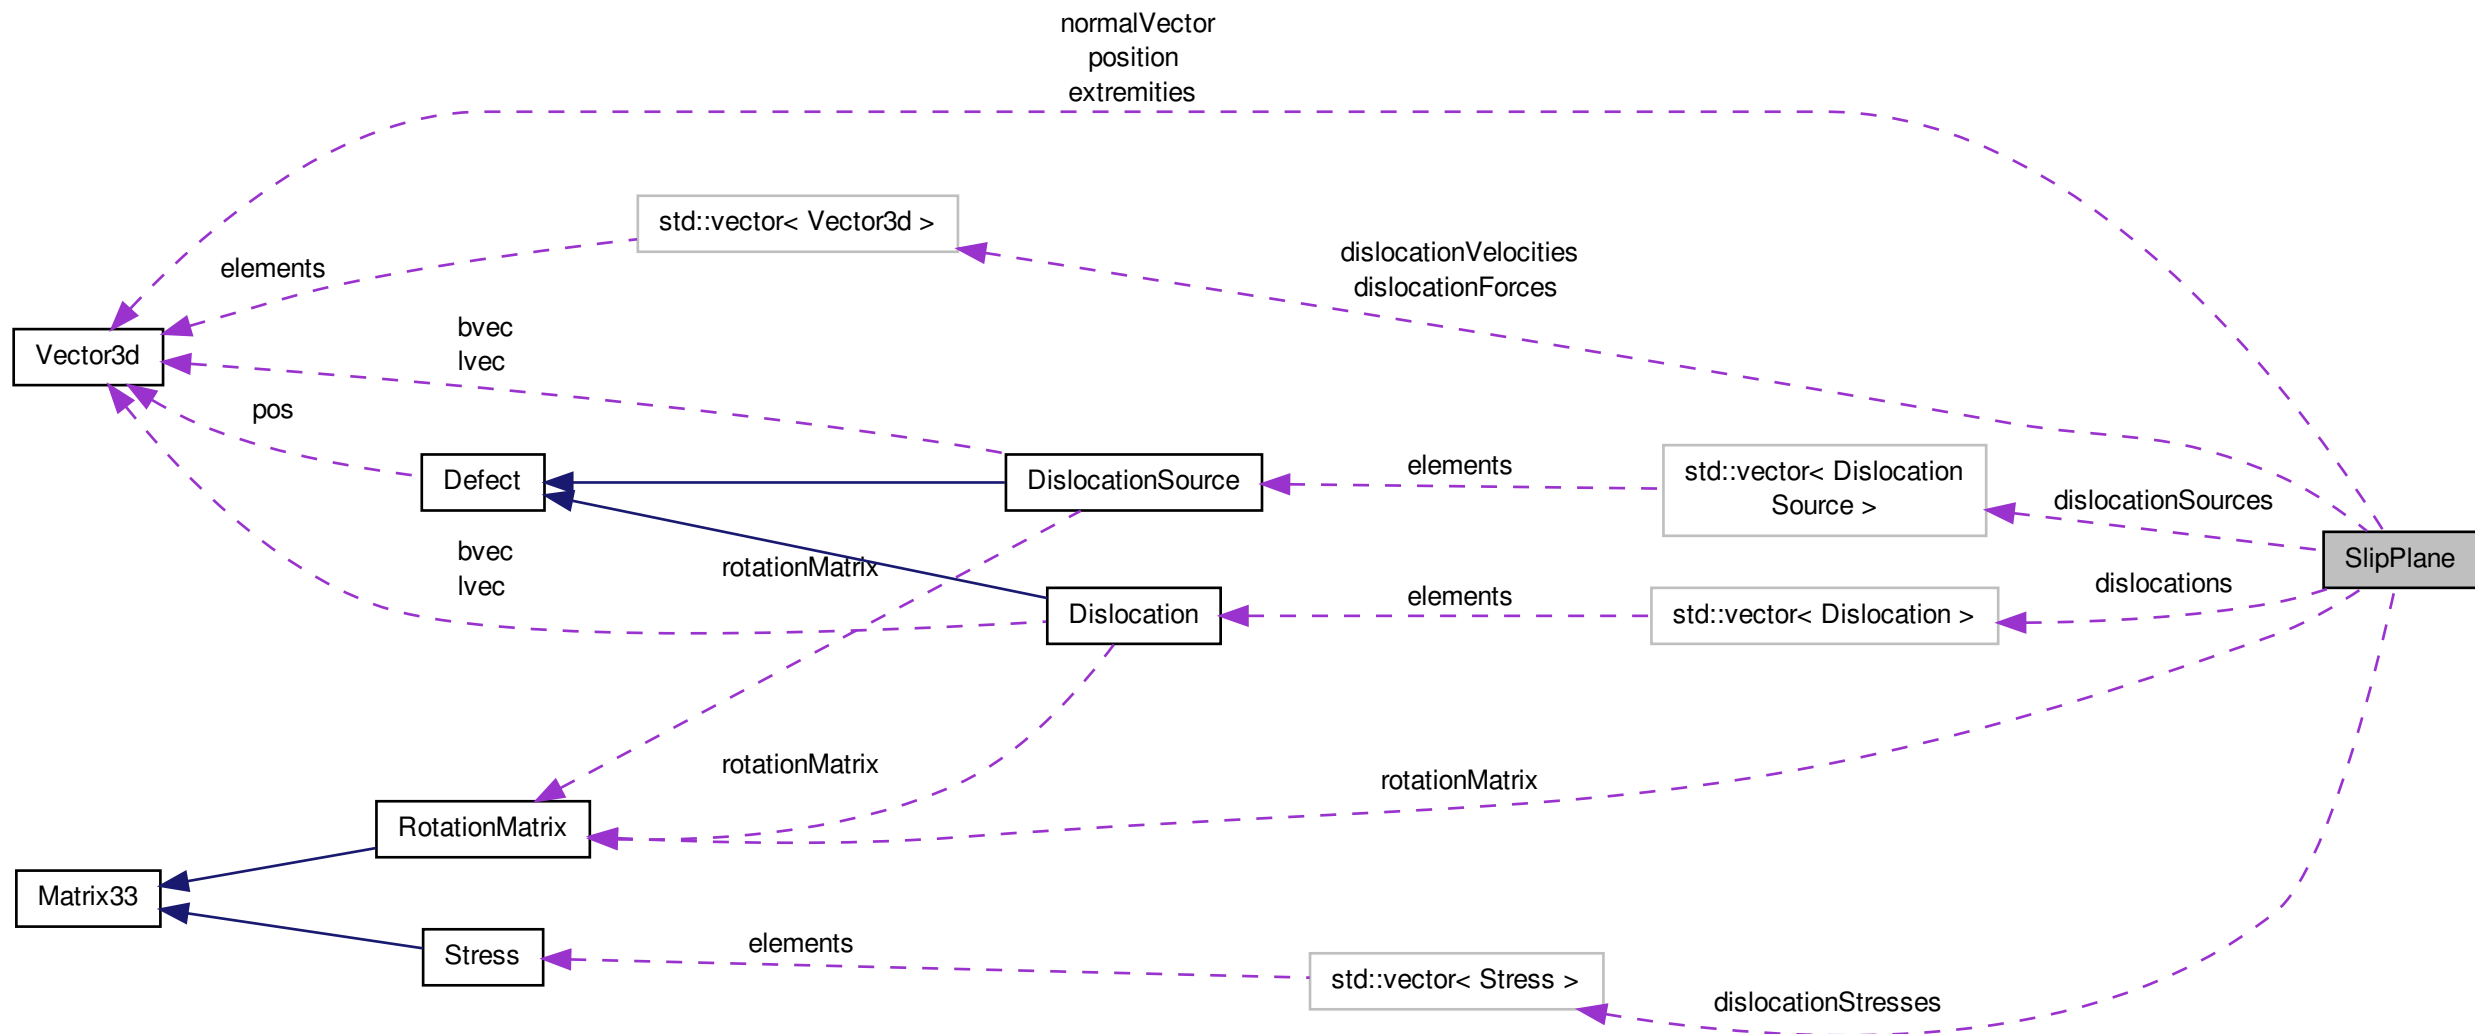 normalVector
position
extremities
std::vector< Vector3d >
dislocationVelocities
dislocationForces
elements
bvec
lvec
Vector3d
pos
Defect
DislocationSource
elements
std::vector< Dislocation
Source >
dislocationSources
SlipPlane
bvec
lvec
rotationMatrix
Dislocation
elements
std::vector< Dislocation >
dislocations
rotationMatrix
rotationMatrix
RotationMatrix
Matrix33
Stress
elements
std::vector< Stress >
dislocationStresses